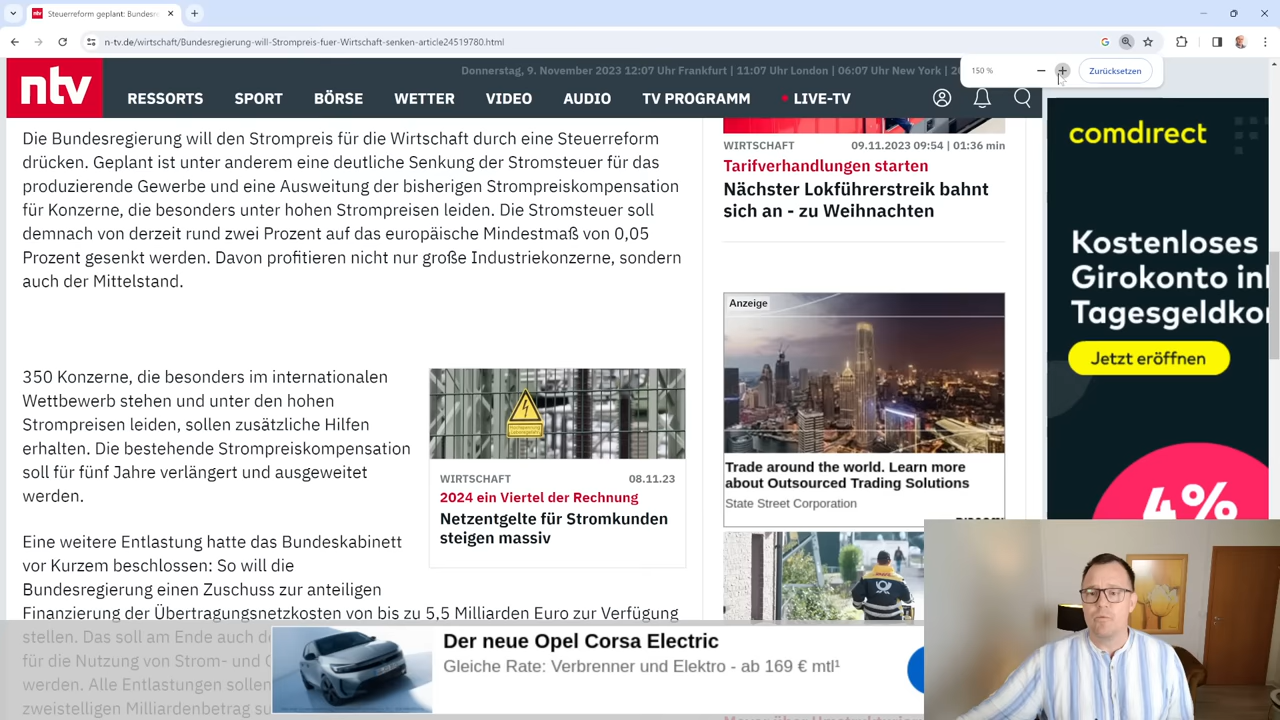 Steuerreform geplant: Bundesre
n-tv.de/wirtschaft/Bundesregierung-will-Strompreis-fuer-Wirtschaft-senken-article24519780.html
150 %
Zurücksetzen
ntv
Donnerstag, 9. November 2023 12:07 Uhr Frankfurt | 11:07 Uhr London | 06:07 Uhr New York |
RESSORTS
SPORT
BÖRSE
WETTER
VIDEO
AUDIO
TV PROGRAMM
LIVE-TV
Die Bundesregierung will den Strompreis für die Wirtschaft durch eine Steuerreform
drücken. Geplant ist unter anderem eine deutliche Senkung der Stromsteuer für das
produzierende Gewerbe und eine Ausweitung der bisherigen Strompreiskompensation
für Konzerne, die besonders unter hohen Strompreisen leiden. Die Stromsteuer soll
demnach von derzeit rund zwei Prozent auf das europäische Mindestmaß von 0,05
Prozent gesenkt werden. Davon profitieren nicht nur große Industriekonzerne, sondern
auch der Mittelstand.
350 Konzerne, die besonders im internationalen
Wettbewerb stehen und unter den hohen
Strompreisen leiden, sollen zusätzliche Hilfen
erhalten. Die bestehende Strompreiskompensation
soll für fünf Jahre verlängert und ausgeweitet
werden.
WIRTSCHAFT 08.11.23
2024 ein Viertel der Rechnung
Netzentgelte für Stromkunden
steigen massiv
Eine weitere Entlastung hatte das Bundeskabinett
vor Kurzem beschlossen: So will die
Bundesregierung einen Zuschuss zur anteiligen
Finanzierung der Übertragungsnetzkosten von bis zu 5,5 Milliarden Euro zur Verfügung
stellen. Das soll am Ende auch
für die Nutzung von Strom- und
werden. Alle Entlastungen sollen
zweistelligen Milliardenbetrag
WIRTSCHAFT 09.11.2023 09:54 | 01:36 min
Tarifverhandlungen starten
Nächster Lokführerstreik bahnt
sich an - zu Weihnachten
Anzeige
Trade around the world. Learn more
about Outsourced Trading Solutions
State Street Corporation
comdirect
Kostenloses
Girokonto
Jetzt eröffnen
4%
Der neue Opel Corsa Electric
Gleiche Rate: Verbrenner und Elektro - ab 169 € mtl¹